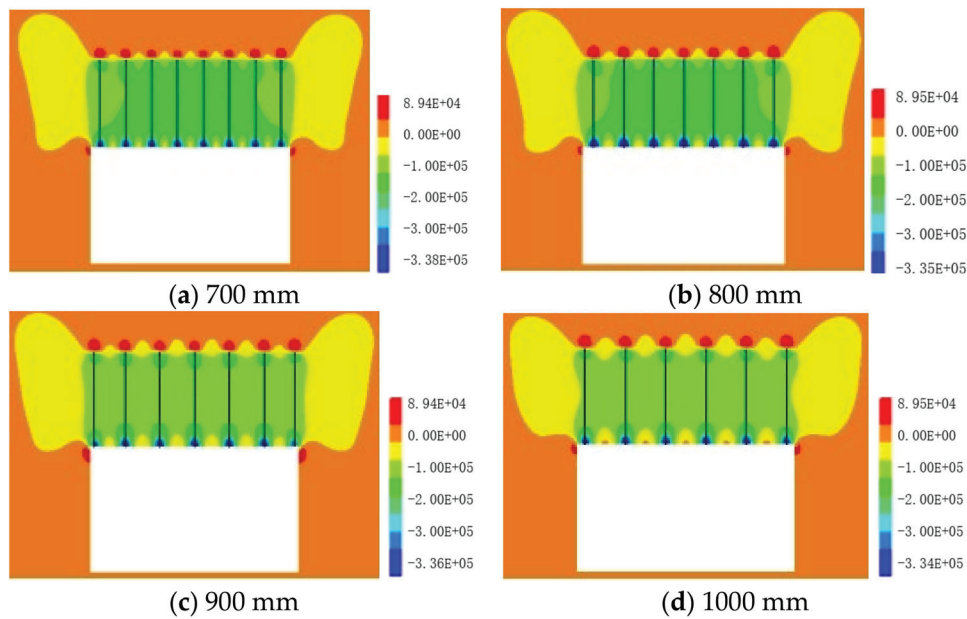 8.94E+04
0.00E+00
-1.00E+05
-2.00E+05
-3.00E+05
-3.38E+05
(a) 700 mm
8.95E+04
0.00E+00
-1.00E+05
-2.00E+05
-3.00E+05
-3.35E+05
(b) 800 mm
8.94E+04
0.00E+00
-1.00E+05
-2.00E+05
-3.00E+05
-3.36E+05
(c) 900 mm
8.95E+04
0.00E+00
-1.00E+05
-2.00E+05
-3.00E+05
-3.34E+05
(d) 1000 mm